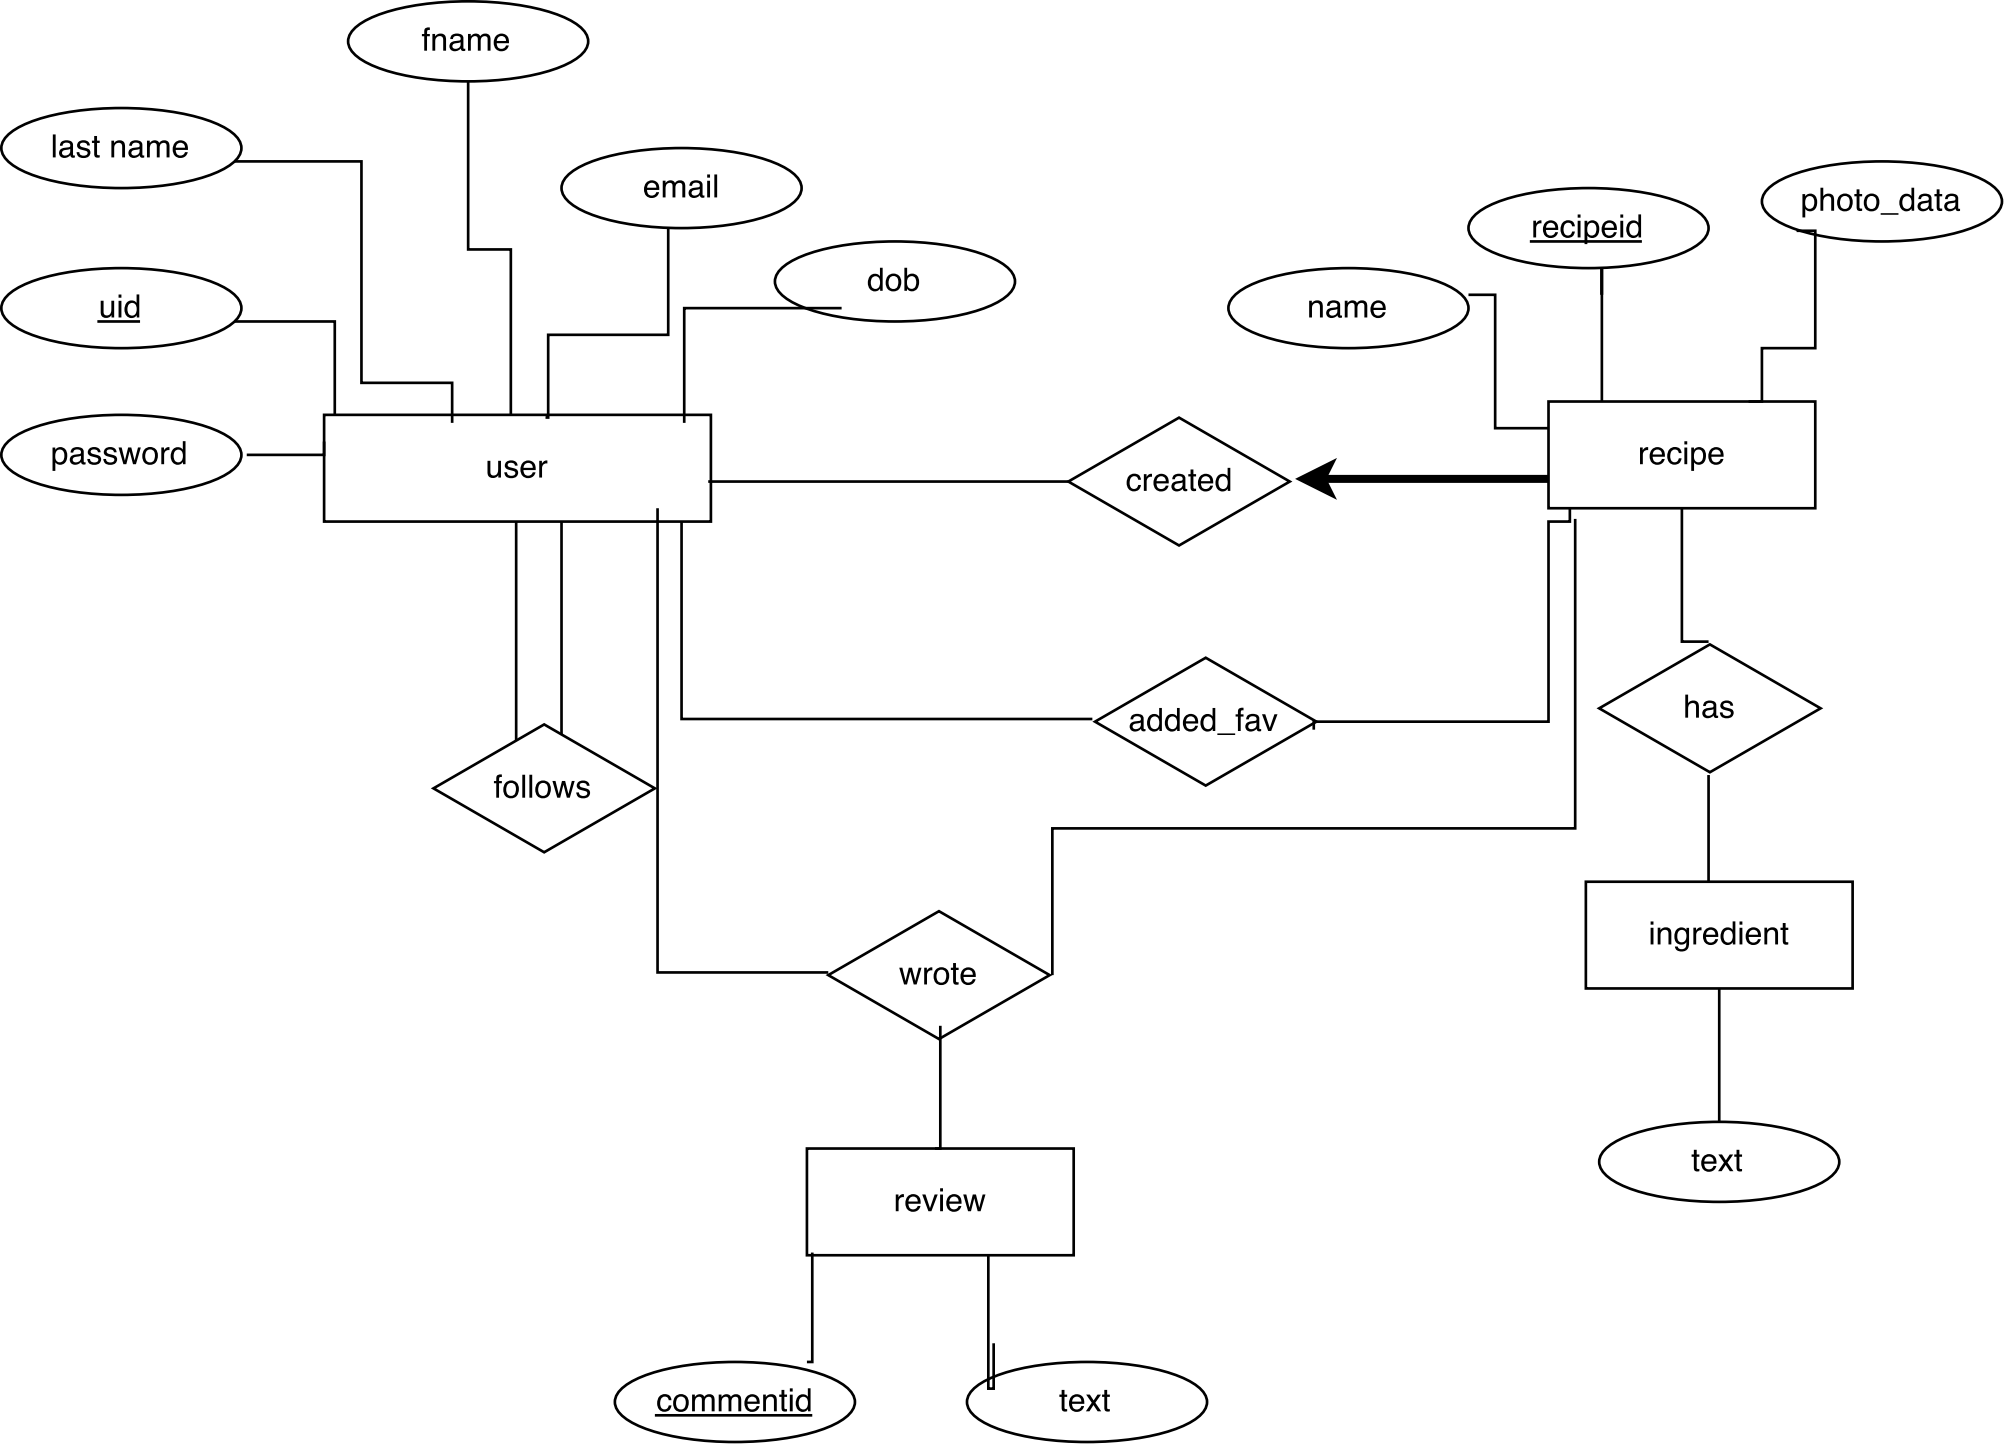 fname
last name
email
photo_data
recipeid
dob
name
uid
password
user
created
recipe
added_fav
has
follows
ingredient
wrote
text
review
commentid
text